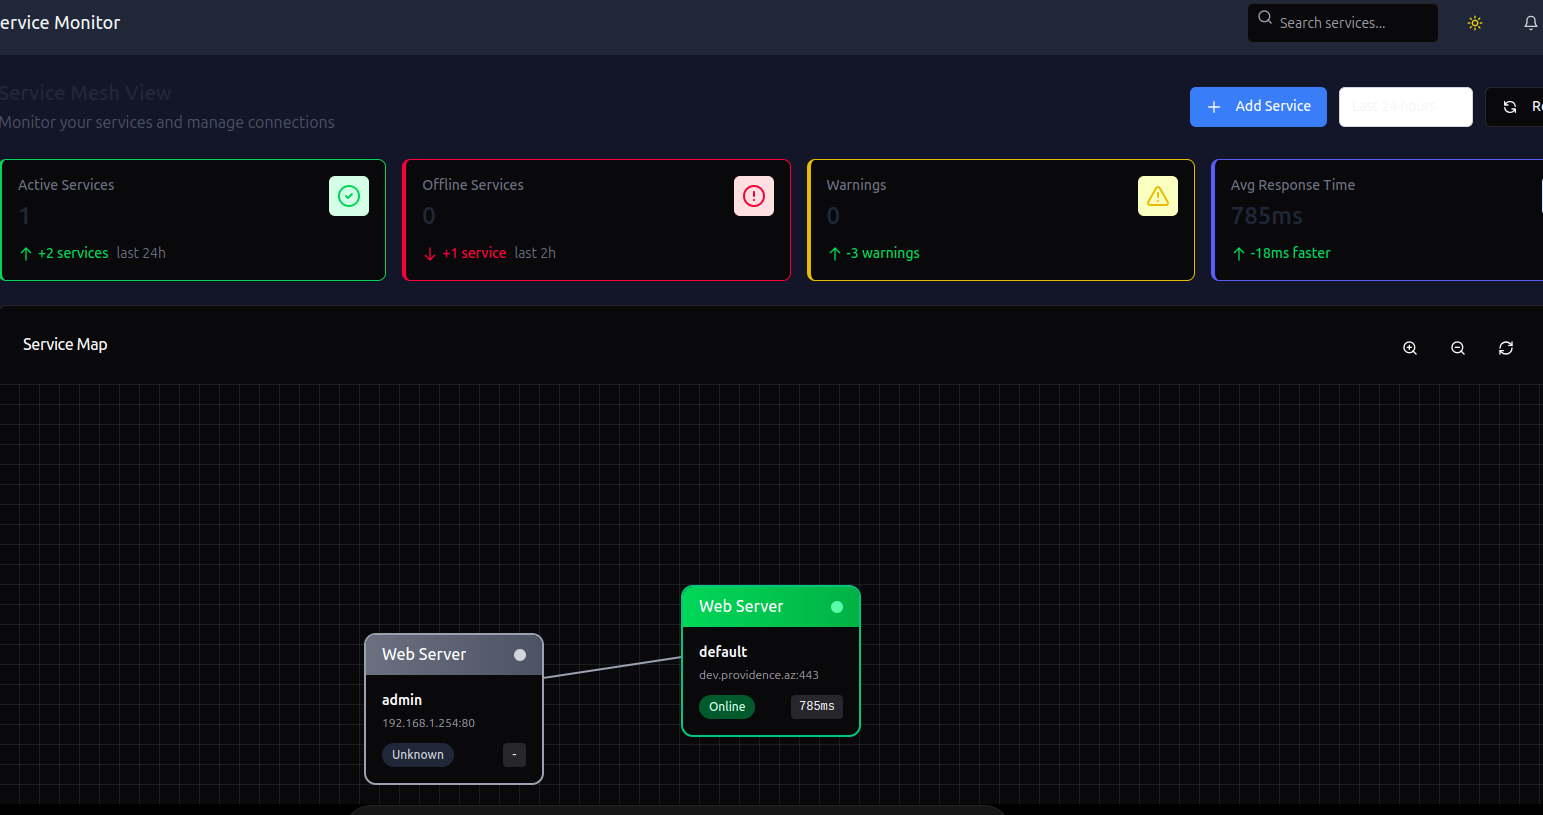 ervice Monitor
Search services...
Service Mesh View
Monitor your services and manage connections
Add Service
Last 24 hours
Re
Active Services
1
+2 services last 24h
Offline Services
0
+1 service last 2h
Warnings
0
-3 warnings
Avg Response Time
785ms
-18ms faster
Service Map
Web Server
default
dev.providence.az:443
Online
785ms
Web Server
admin
192.168.1.254:80
Unknown
-